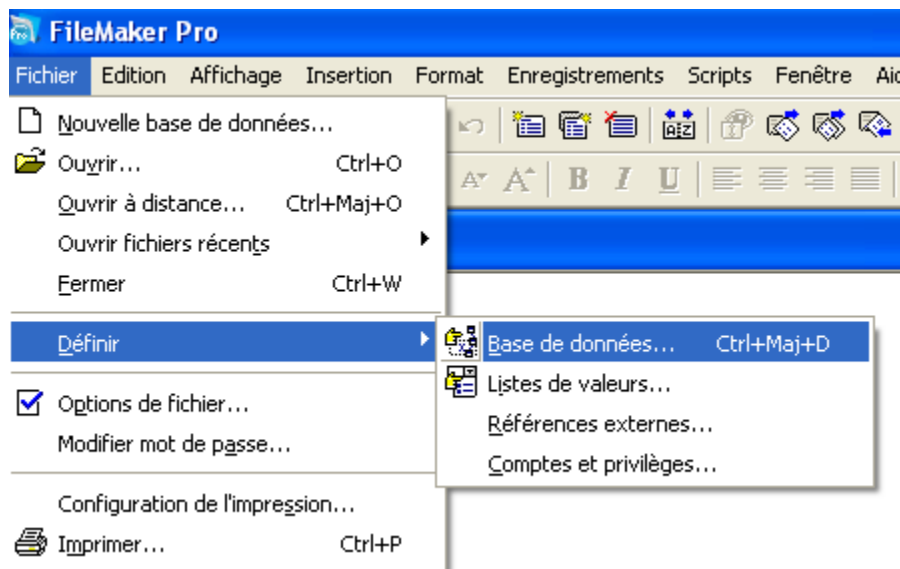 FileMaker Pro
Fichier Edition Affichage Insertion Format Enregistrements Scripts Fenêtre
Nouvelle base de données...
Ouvrir... Ctrl+O
Ouvrir à distance... Ctrl+Maj+O
Ouvrir fichiers récents
Fermer Ctrl+W
Définir
Base de données... Ctrl+Maj+D
Listes de valeurs...
Références externes...
Comptes et privilèges...
Options de fichier...
Modifier mot de passe...
Configuration de l'impression...
Imprimer... Ctrl+P